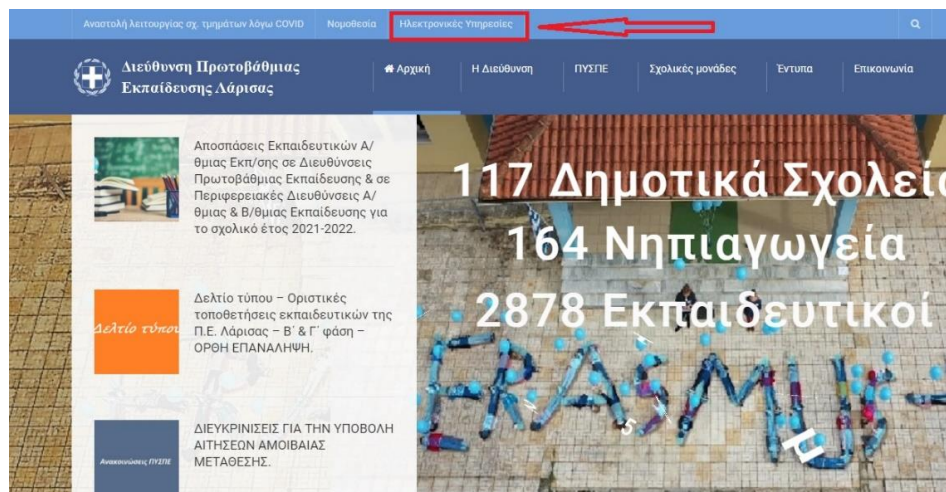 Αναστολή λειτουργίας σχ. τμημάτων λόγω COVID
Νομοθεσία
Ηλεκτρονικές Υπηρεσίες
Διεύθυνση Πρωτοβάθμιας
Εκπαίδευσης Λάρισας
Αρχική
Η Διεύθυνση
ΠΥΣΠΕ
Σχολικές μονάδες
Έντυπα
Επικοινωνία
Αποσπάσεις Εκπαιδευτικών Α/
θμιας Εκπ/σης σε Διευθύνσεις
Πρωτοβάθμιας Εκπαίδευσης & σε
Περιφερειακές Διευθύνσεις Α/
θμιας & Β/θμιας Εκπαίδευσης για
το σχολικό έτος 2021-2022.
Δελτίο τύπου
Δελτίο τύπου – Οριστικές
τοποθετήσεις εκπαιδευτικών της
Π.Ε. Λάρισας – Β΄ & Γ΄ φάση –
ΟΡΘΗ ΕΠΑΝΑΛΗΨΗ.
Ανακοινώσεις ΠΥΣΠΕ
ΔΙΕΥΚΡΙΝΙΣΕΙΣ ΓΙΑ ΤΗΝ ΥΠΟΒΟΛΗ
ΑΙΤΗΣΕΩΝ ΑΜΟΙΒΑΙΑΣ
ΜΕΤΑΘΕΣΗΣ.
117 Δημοτικά Σχολεία
164 Νηπιαγωγεία
2878 Εκπαιδευτικοί
ERASMUS+